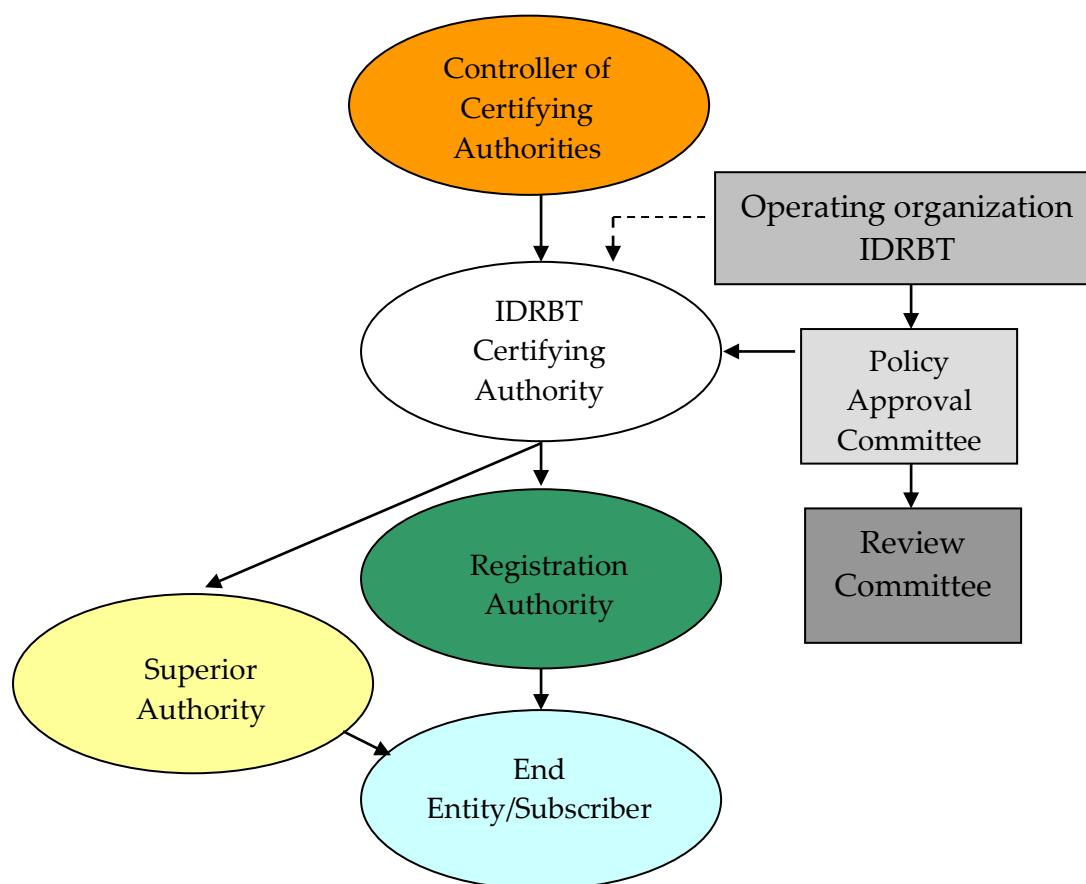 Controller of
Certifying
Authorities
Operating organization
IDRBT
IDRBT
Certifying
Authority
Policy
Approval
Committee
Registration
Authority
Review
Committee
Superior
Authority
End
Entity/Subscriber